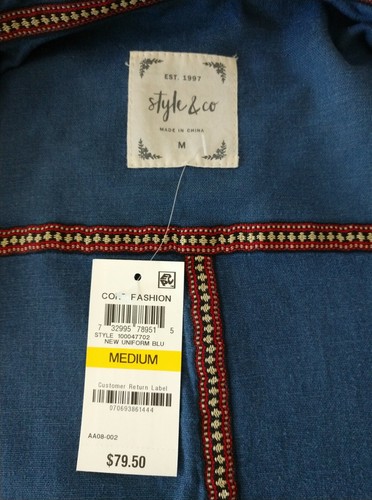 EST. 1997
style & co
MADE IN CHINA
M
FASHION
7 32995 78951 5
STYLE 100047702
NEW UNIFORM BLU
MEDIUM
Customer Return Label
070693861444
AA08-002
$79.50